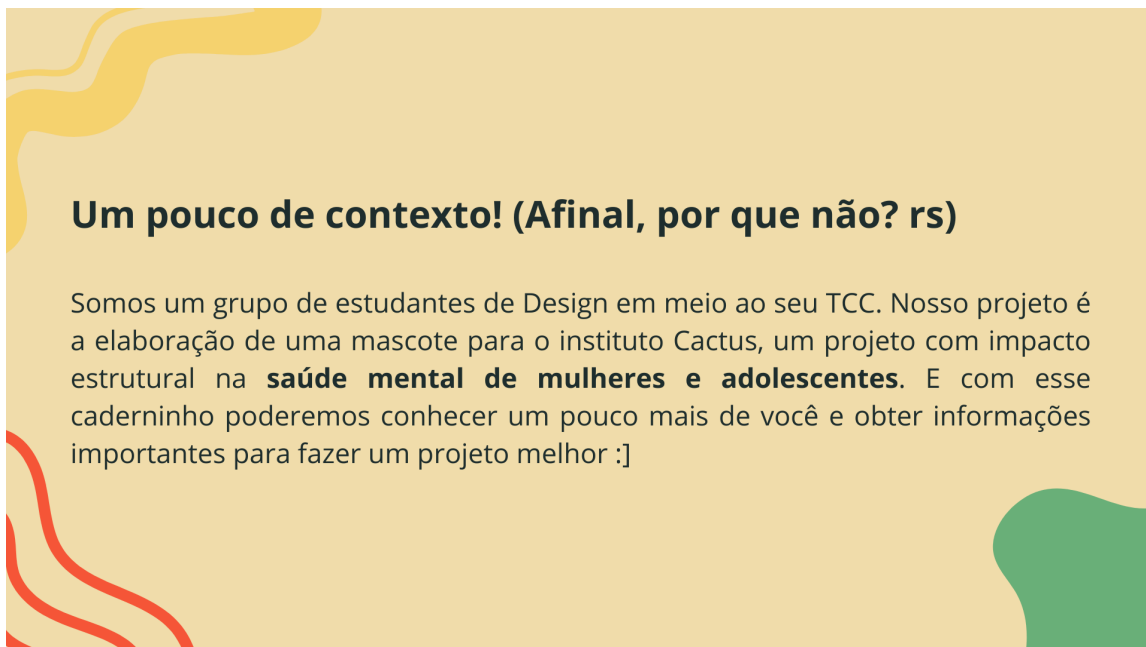 Um pouco de contexto! (Afinal, por que não? rs)
Somos um grupo de estudantes de Design em meio ao seu TCC. Nosso projeto é
a elaboração de uma mascote para o instituto Cactus, um projeto com impacto
estrutural na saúde mental de mulheres e adolescentes. E com esse
caderninho poderemos conhecer um pouco mais de você e obter informações
importantes para fazer um projeto melhor :]